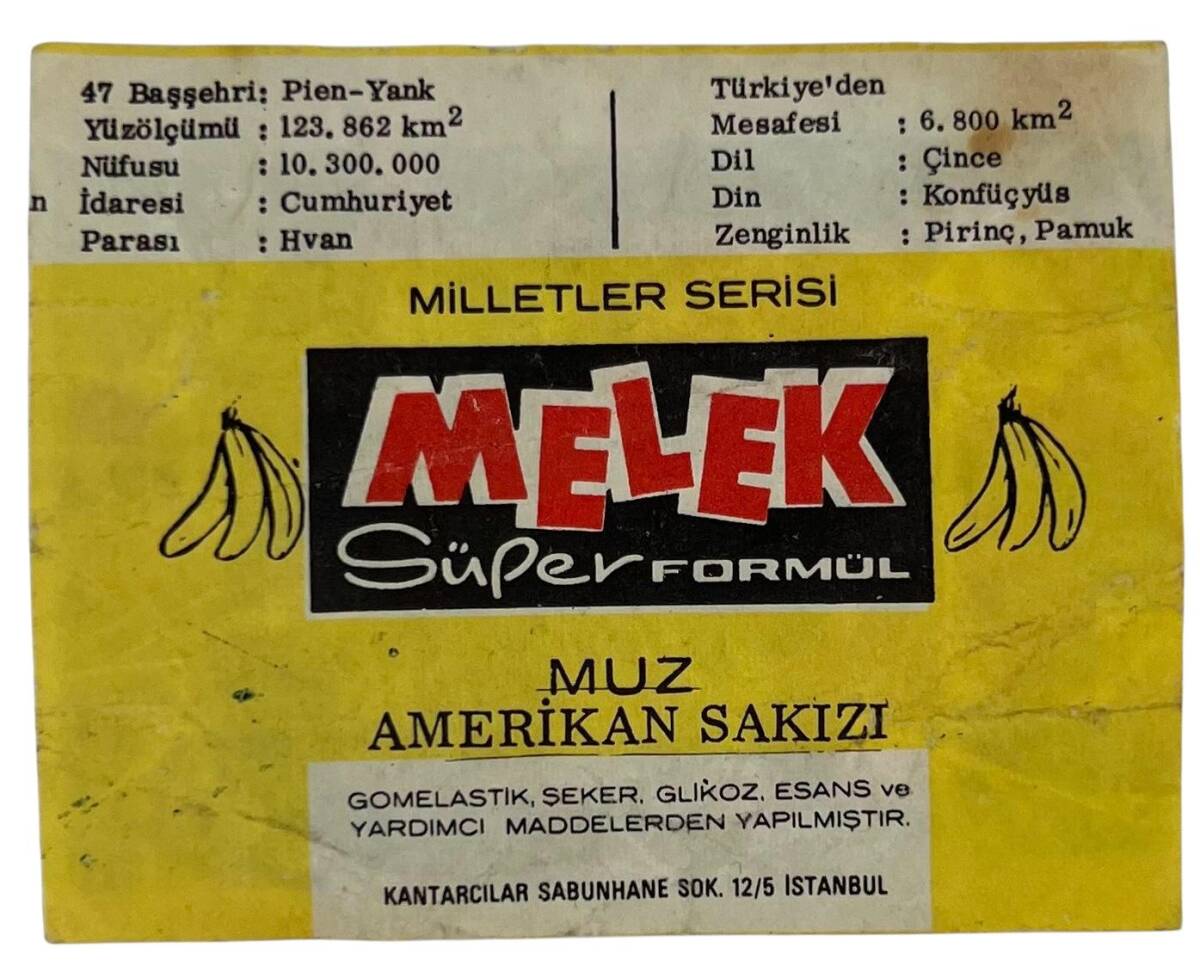 47 Başşehri: Pien-Yank
Yüzölçümü : 123.862 km²
Nüfusu : 10.300.000
n İdaresi : Cumhuriyet
Parası : Hvan
Türkiye'den
Mesafesi : 6.800 km²
Dil : Çince
Din : Konfüçyüs
Zenginlik : Pirinç, Pamuk
MİLLETLER SERİSİ
MELEK
Süper FORMÜL
MUZ
AMERİKAN SAKIZI
GOMELASTİK, ŞEKER, GLİKOZ, ESANS ve
YARDIMCI MADDELERDEN YAPILMIŞTIR.
KANTARCILAR SABUNHANE SOK. 12/5 İSTANBUL